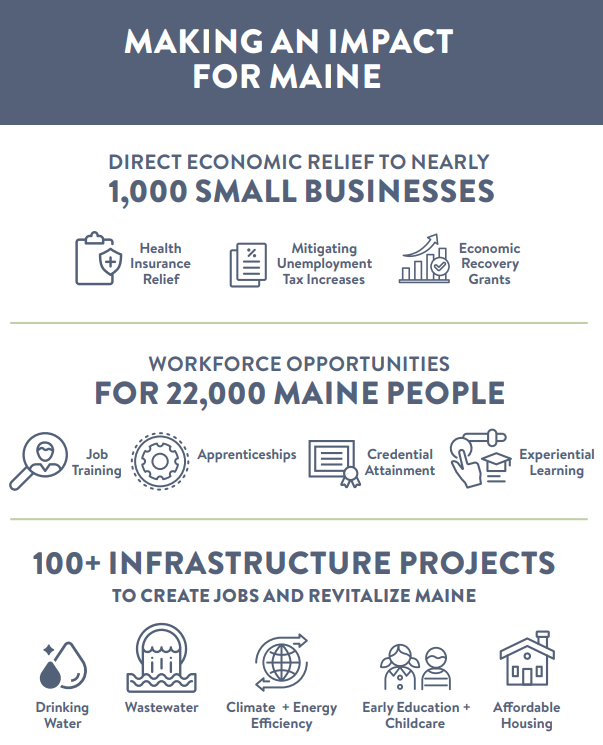 MAKING AN IMPACT
FOR MAINE
DIRECT ECONOMIC RELIEF TO NEARLY
1,000 SMALL BUSINESSES
Health
Insurance
Relief
%
Mitigating
Unemployment
Tax Increases
Economic
Recovery
Grants
WORKFORCE OPPORTUNITIES
FOR 22,000 MAINE PEOPLE
Job
Training
Apprenticeships
Credential
Attainment
Experiential
Learning
100+ INFRASTRUCTURE PROJECTS
TO CREATE JOBS AND REVITALIZE MAINE
Drinking
Water
Wastewater
Climate + Energy
Efficiency
Early Education +
Childcare
Affordable
Housing